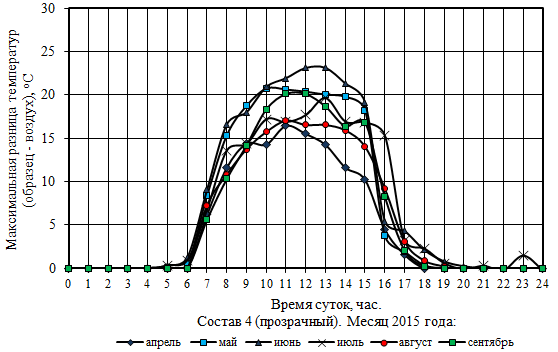 Максимальная разница температур
(образец - воздух), °С
30
25
20
15
10
5
0
0 1 2 3 4 5 6 7 8 9 10 11 12 13 14 15 16 17 18 19 20 21 22 23 24
Время суток, час.
Состав 4 (прозрачный). Месяц 2015 года:
апрель май июнь июль август сентябрь